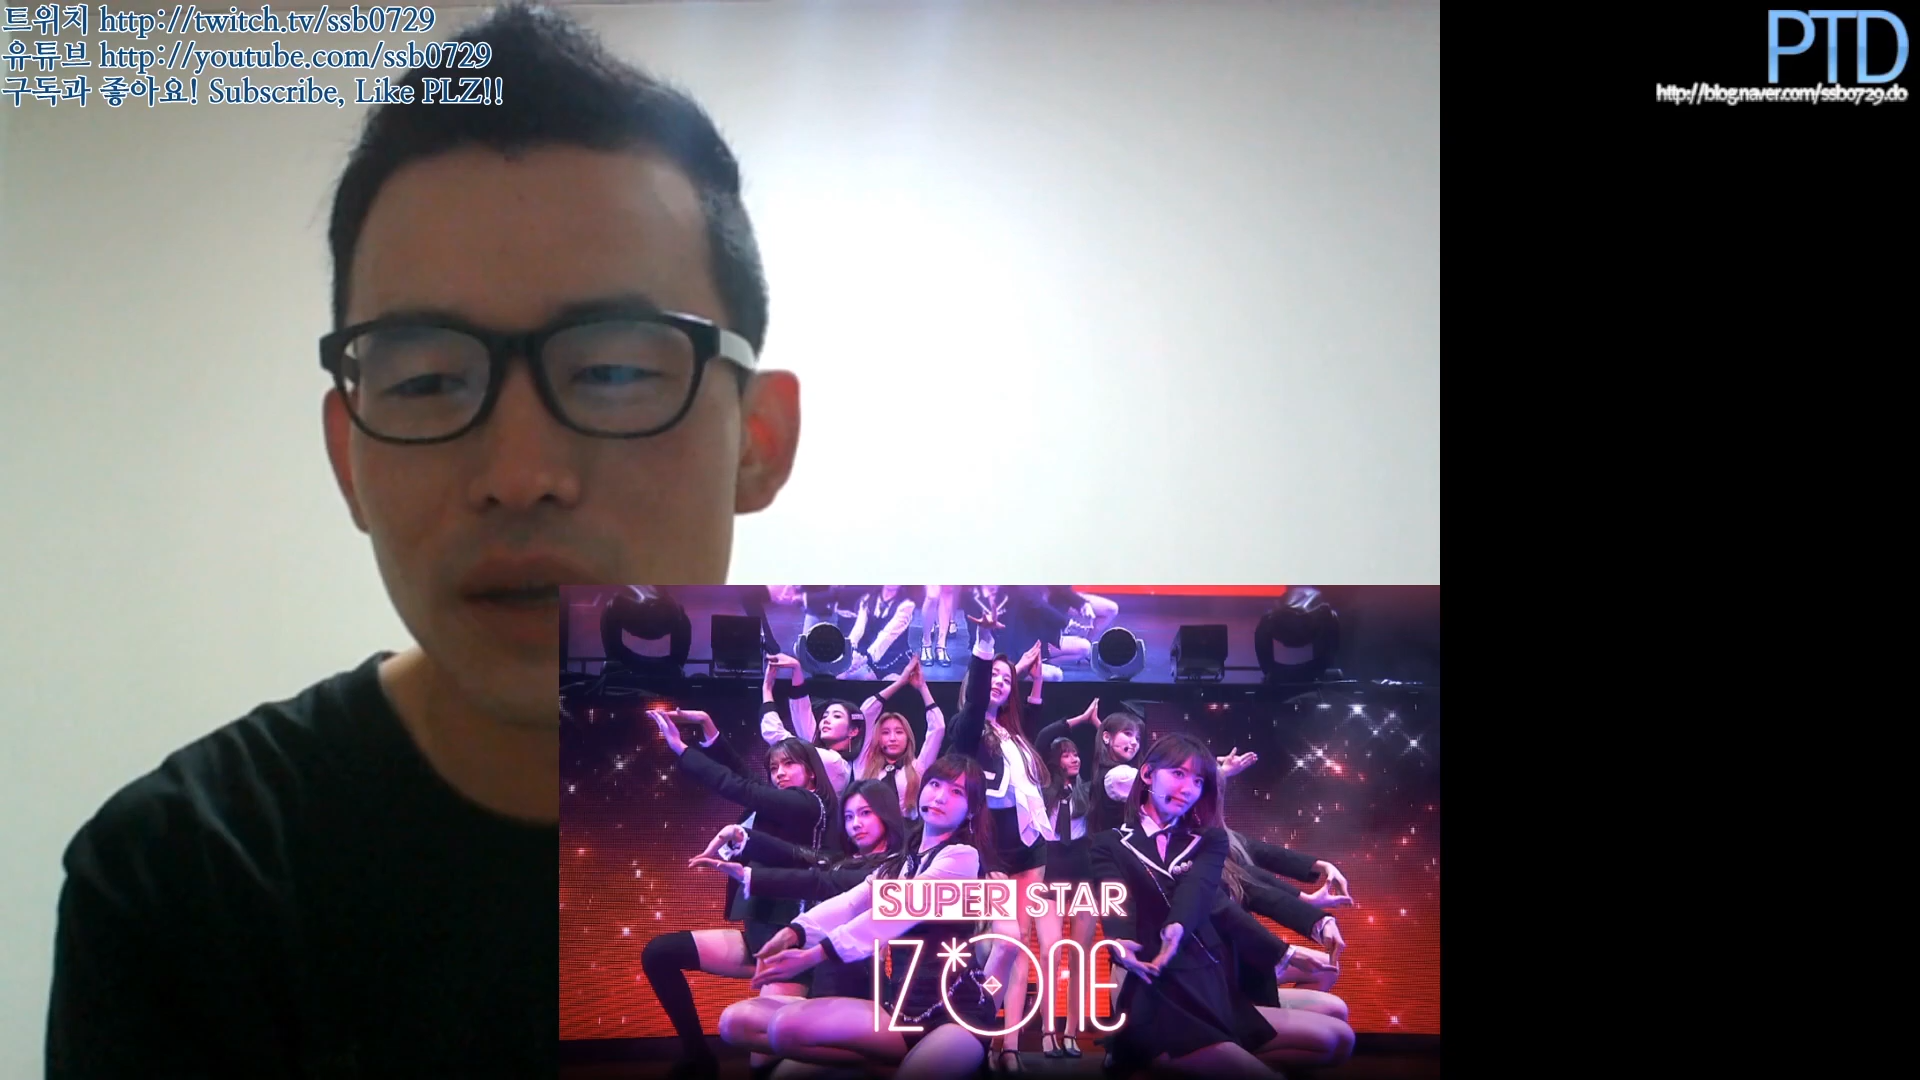 트위치 http://twitch.tv/ssb0729
유튜브 http://youtube.com/ssb0729
구독과 좋아요! Subscribe, Like PLZ!!
PTD
http://blog.naver.com/ssb0729.do
SUPER STAR
IZ*ONE